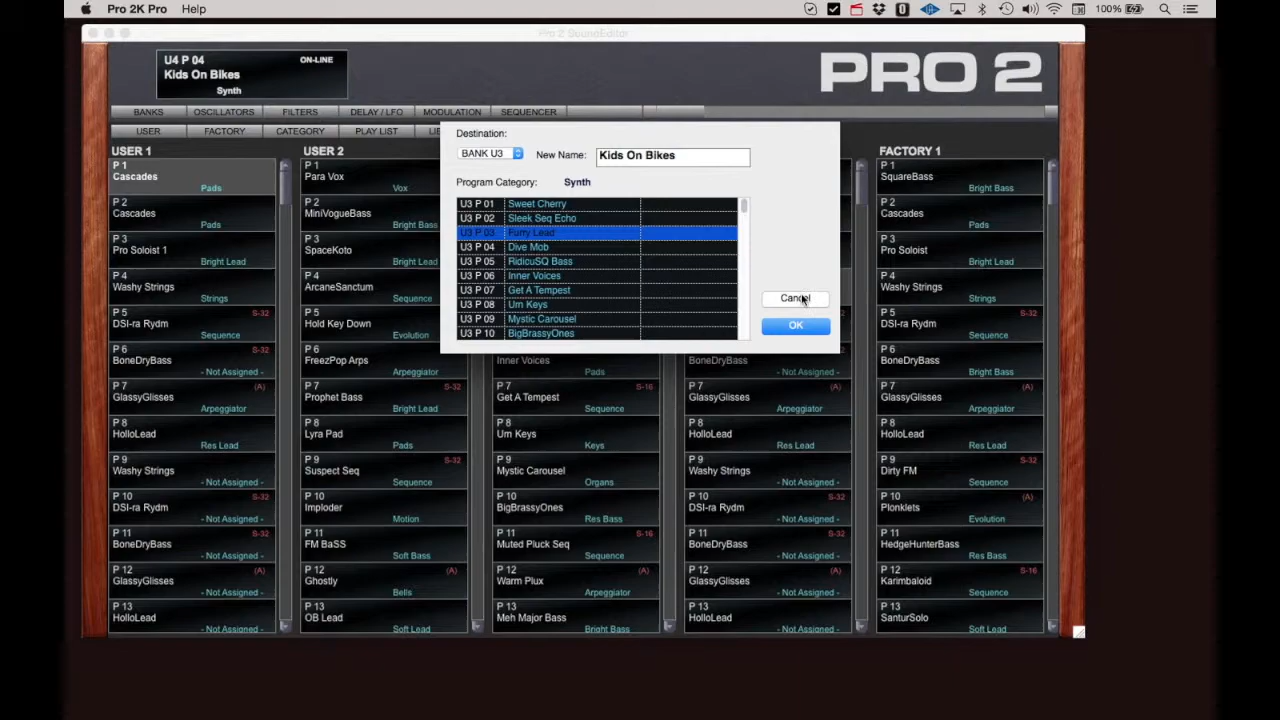 Pro 2K Pro Help
100%
Pro 2 SoundEditor
U4 P 04 ON-LINE
Kids On Bikes
Synth
PRO 2
BANKS OSCILLATORS FILTERS DELAY / LFO MODULATION SEQUENCER
USER FACTORY CATEGORY PLAY LIST
Destination:
BANK U3 New Name: Kids On Bikes
Program Category: Synth
U3 P 01 Sweet Cherry
U3 P 02 Sleek Seq Echo
U3 P 03 Furry Lead
U3 P 04 Dive Mob
U3 P 05 RidicuSQ Bass
U3 P 06 Inner Voices
U3 P 07 Get A Tempest
U3 P 08 Um Keys
U3 P 09 Mystic Carousel
U3 P 10 BigBrassyOnes
Cancel
OK
USER 1
P 1
Cascades
Pads
P 2
Cascades
Pads
P 3
Pro Soloist 1
Bright Lead
P 4
Washy Strings
Strings
P 5 S-32
DSI-ra Rydm
Sequence
P 6 S-32
BoneDryBass
- Not Assigned -
P 7 (A)
GlassyGlisses
Arpeggiator
P 8
HolloLead
Res Lead
P 9 S-32
Washy Strings
- Not Assigned -
P 10 S-32
DSI-ra Rydm
- Not Assigned -
P 11 S-32
BoneDryBass
- Not Assigned -
P 12 (A)
GlassyGlisses
- Not Assigned -
P 13
HolloLead
- Not Assigned -
USER 2
P 1
Para Vox
Vox
P 2
MiniVogueBass
Bright Bass
P 3
SpaceKoto
Bright Lead
P 4
ArcaneSanctum
Sequence
P 5
Hold Key Down
Evolution
P 6
FreezPop Arps
Arpeggiator
P 7
Prophet Bass
Bright Lead
P 8
Lyra Pad
Pads
P 9 S-32
Suspect Seq
Sequence
P 10
Imploder
Motion
P 11
FM BaSS
Soft Bass
P 12 (A)
Ghostly
Bells
P 13
OB Lead
Soft Lead
Inner Voices
Pads
P 7 S-16
Get A Tempest
Sequence
P 8
Um Keys
Keys
P 9
Mystic Carousel
Organs
P 10
BigBrassyOnes
Res Bass
P 11 S-16
Muted Pluck Seq
Sequence
P 12 (A)
Warm Plux
Arpeggiator
P 13
Meh Major Bass
Bright Bass
BoneDryBass
- Not Assigned -
P 7 (A)
GlassyGlisses
Arpeggiator
P 8
HolloLead
Res Lead
P 9 S-32
Washy Strings
- Not Assigned -
P 10 S-32
DSI-ra Rydm
- Not Assigned -
P 11 S-32
BoneDryBass
- Not Assigned -
P 12 (A)
GlassyGlisses
- Not Assigned -
P 13
HolloLead
- Not Assigned -
FACTORY 1
P 1
SquareBass
Bright Bass
P 2
Cascades
Pads
P 3
Pro Soloist
Bright Lead
P 4
Washy Strings
Strings
P 5 S-32
DSI-ra Rydm
Sequence
P 6
BoneDryBass
Bright Bass
P 7 (A)
GlassyGlisses
Arpeggiator
P 8
HolloLead
Res Lead
P 9 S-32
Dirty FM
Sequence
P 10 (A)
Plonklets
Evolution
P 11
HedgeHunterBass
Res Bass
P 12 S-16
Karimbaloid
Sequence
P 13
SanturSolo
Soft Lead